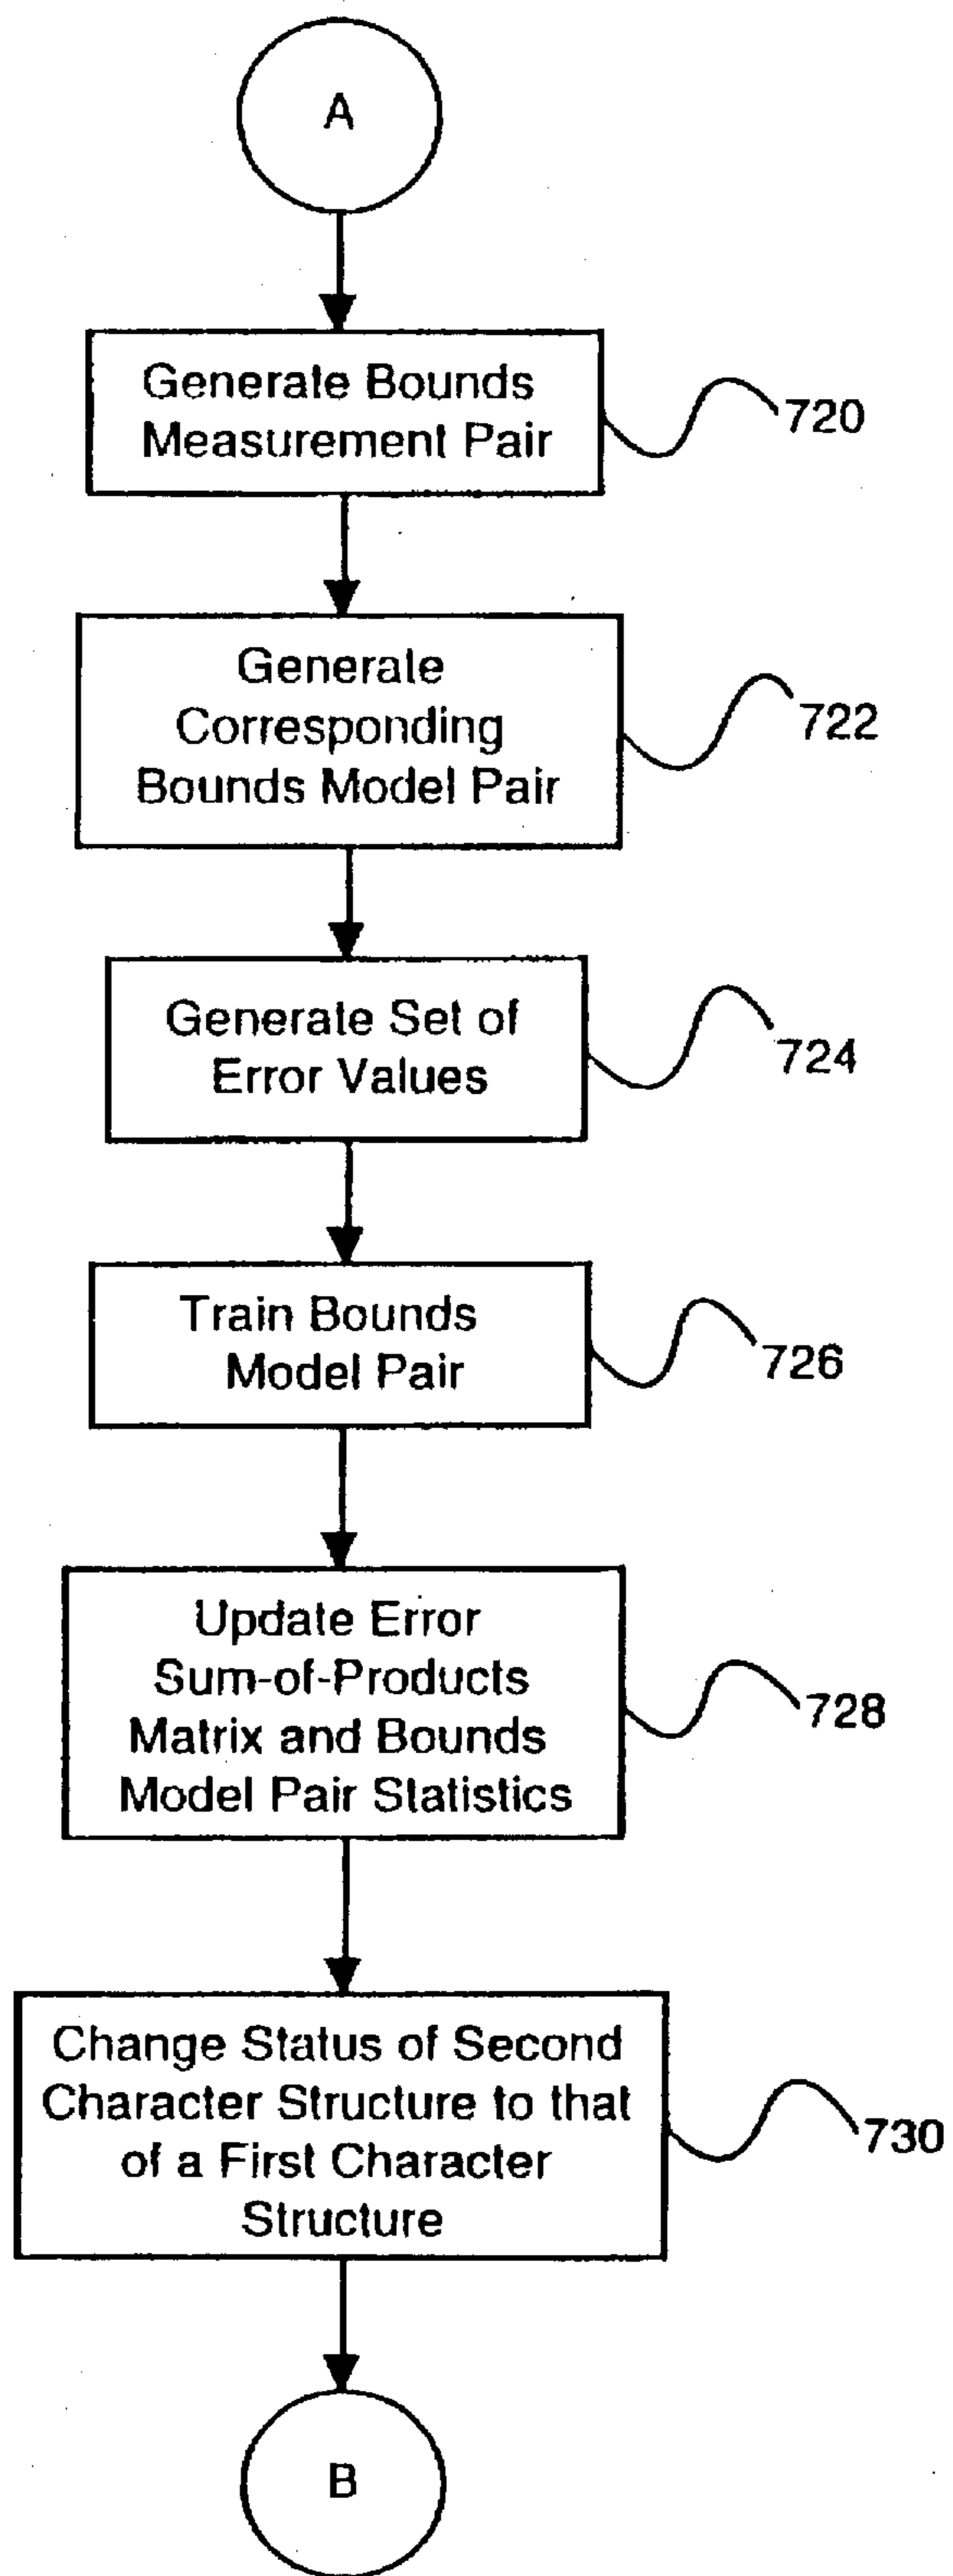 A
Generate Bounds
Measurement Pair
720
Generate
Corresponding
Bounds Model Pair
722
Generate Set of
Error Values
724
Train Bounds
Model Pair
726
Update Error
Sum-of-Products
Matrix and Bounds
Model Pair Statistics
728
Change Status of Second
Character Structure to that
of a First Character
Structure
730
B